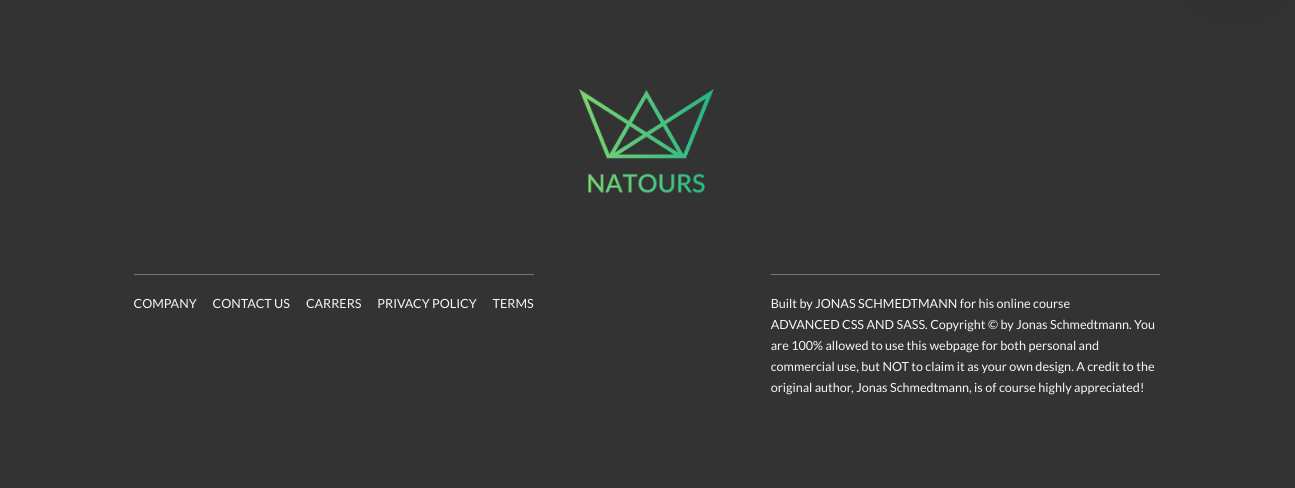 NATOURS
COMPANY CONTACT US CARRERS PRIVACY POLICY TERMS
Built by JONAS SCHMEDTMANN for his online course
ADVANCED CSS AND SASS. Copyright © by Jonas Schmedtmann. You
are 100% allowed to use this webpage for both personal and
commercial use, but NOT to claim it as your own design. A credit to the
original author, Jonas Schmedtmann, is of course highly appreciated!